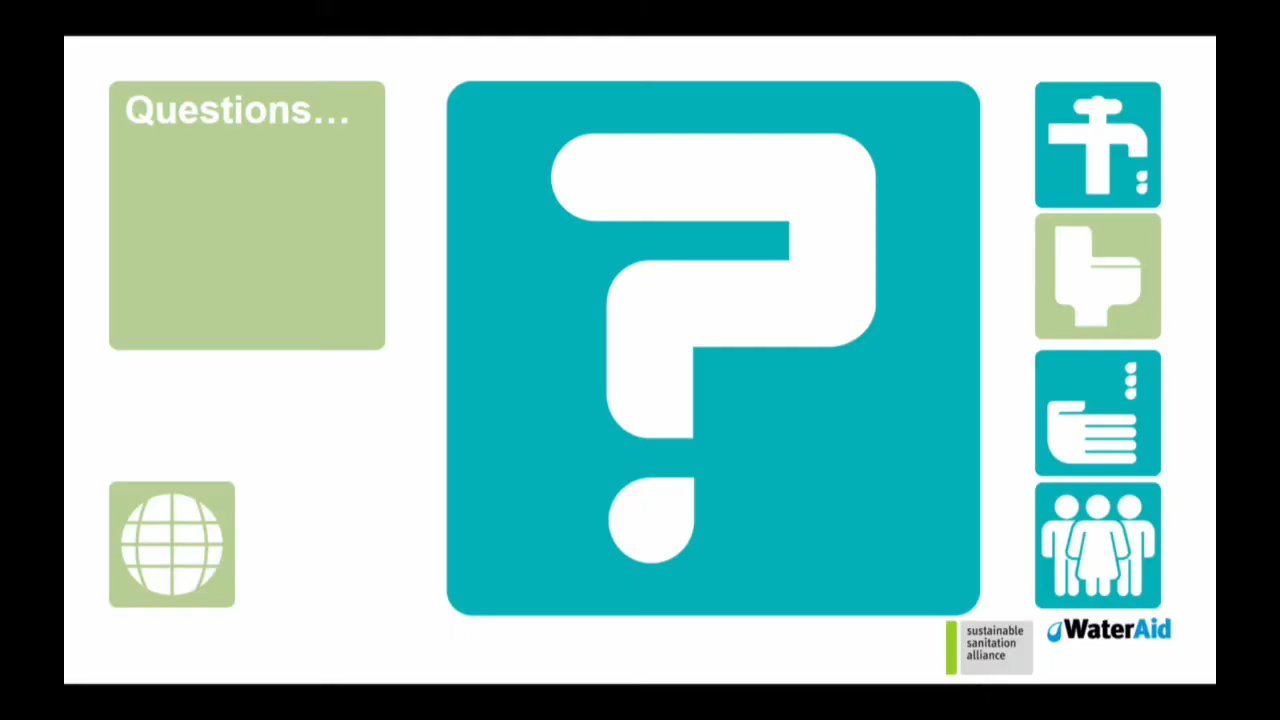 Questions...
?
sustainable
sanitation
alliance
WaterAid